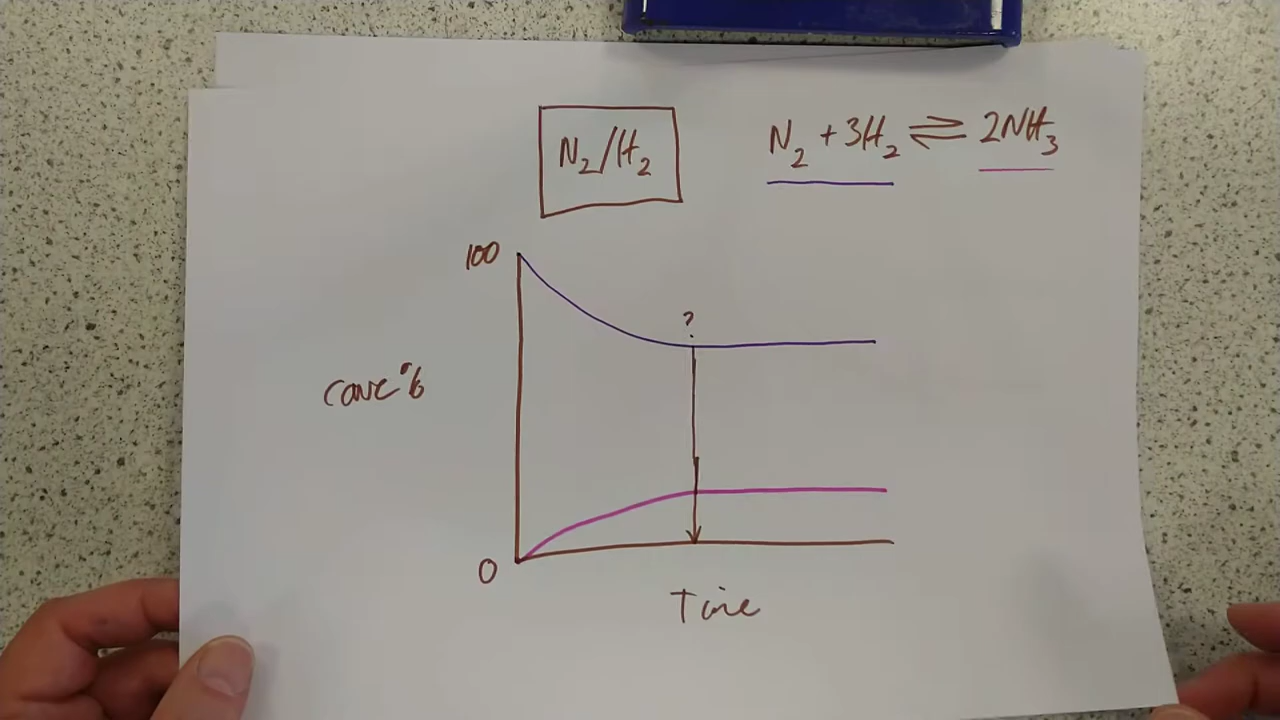 N₂/H₂
N₂ + 3H₂ ⇌ 2NH₃
100
?
conc %
0
Time